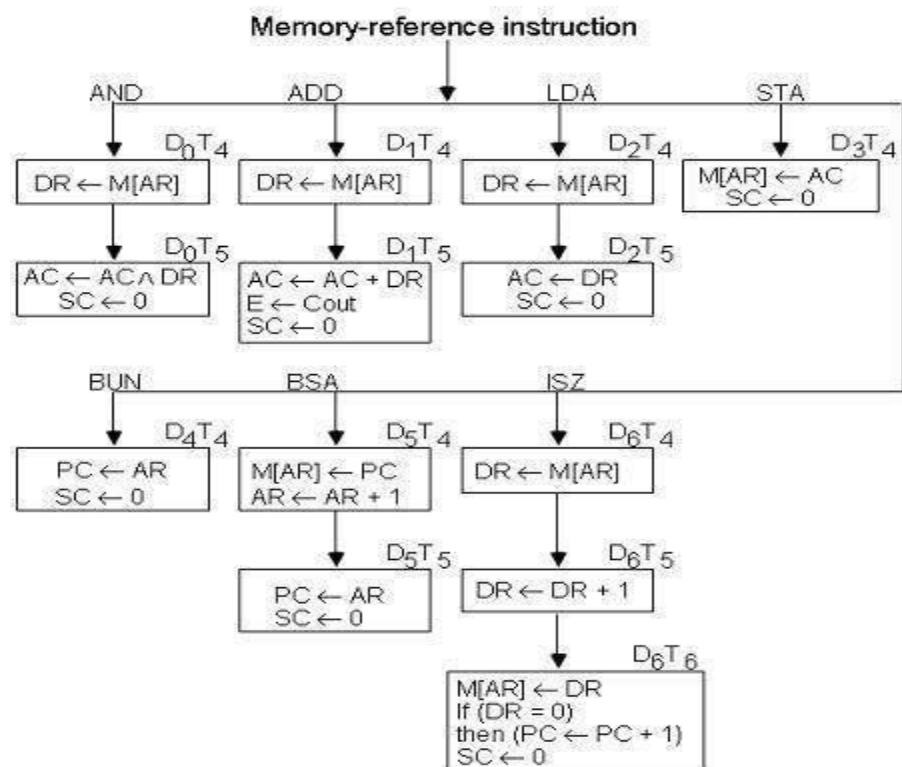 Memory-reference instruction
AND ADD LDA STA
D₀T₄ D₁T₄ D₂T₄ D₃T₄
DR ← M[AR] DR ← M[AR] DR ← M[AR] M[AR] ← AC
SC ← 0
D₀T₅ D₁T₅ D₂T₅
AC ← AC ∧ DR AC ← AC + DR AC ← DR
SC ← 0 E ← Cout SC ← 0
SC ← 0
BUN BSA ISZ
D₄T₄ D₅T₄ D₆T₄
PC ← AR M[AR] ← PC DR ← M[AR]
SC ← 0 AR ← AR + 1
D₅T₅ D₆T₅
PC ← AR DR ← DR + 1
SC ← 0
D₆T₆
M[AR] ← DR
If (DR = 0)
then (PC ← PC + 1)
SC ← 0